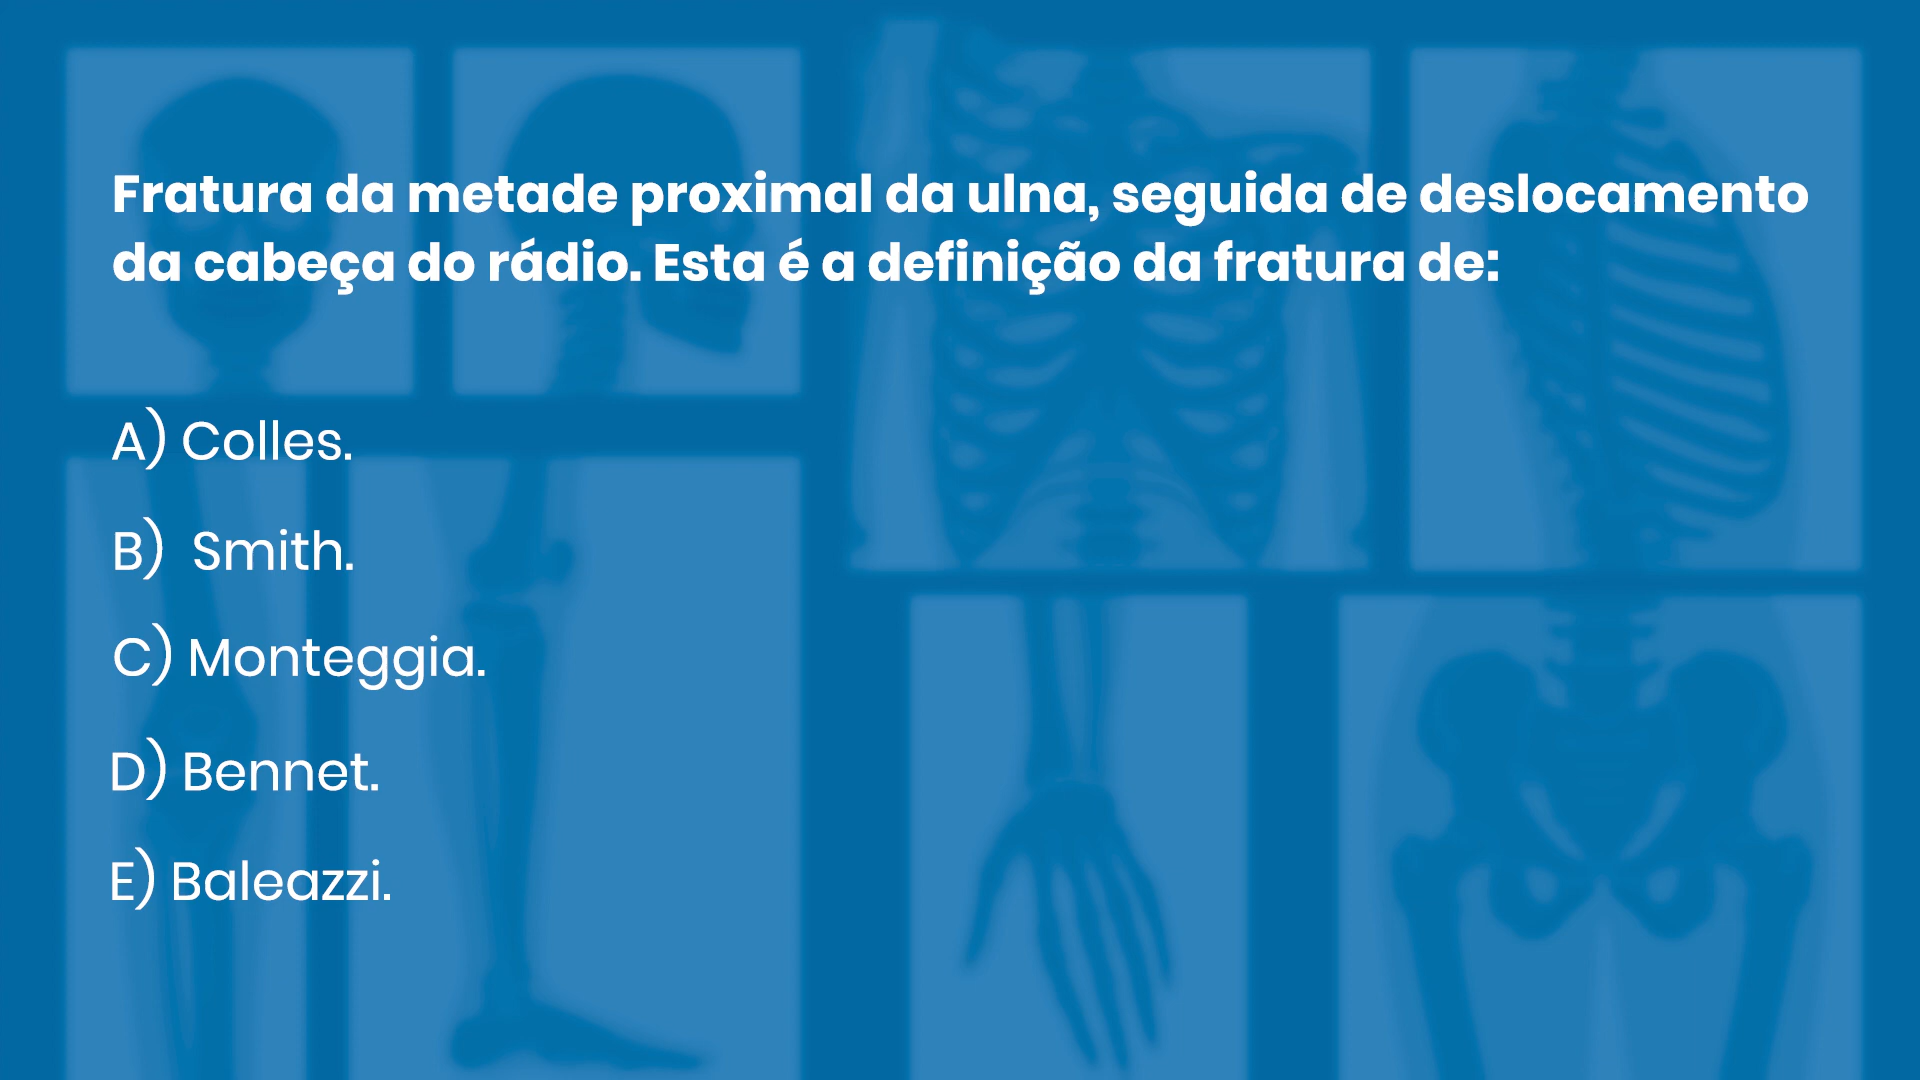 Fratura da metade proximal da ulna, seguida de deslocamento
da cabeça do rádio. Esta é a definição da fratura de:
A) Colles.
B) Smith.
C) Monteggia.
D) Bennet.
E) Baleazzi.